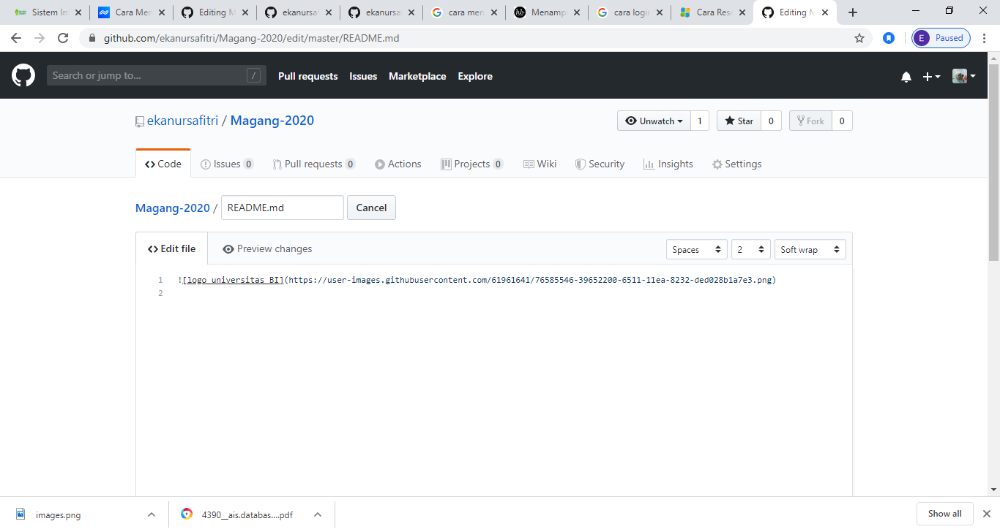 Sistem In
Cara Men
Editing M
ekanursaf
ekanursa
cara men
Menamp
cara login
Cara Rese
Editing M
github.com/ekanursafitri/Magang-2020/edit/master/README.md
E Paused
Search or jump to... /
Pull requests Issues Marketplace Explore
ekanursafitri / Magang-2020
Unwatch 1 Star 0 Fork 0
Code Issues 0 Pull requests 0 Actions Projects 0 Wiki Security Insights Settings
Magang-2020 / README.md Cancel
Edit file Preview changes Spaces 2 Soft wrap
1 ![logo universitas BI](https://user-images.githubusercontent.com/61961641/76585546-39652200-6511-11ea-8232-ded028b1a7e3.png)
2
images.png 4390__ais.databas....pdf Show all